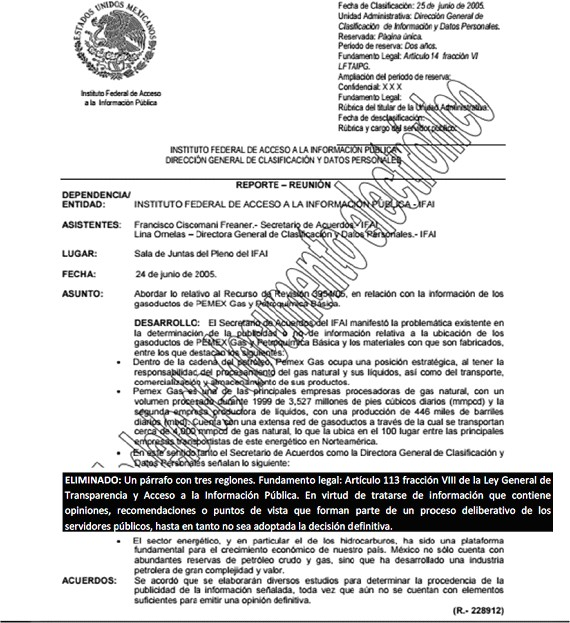 Fecha de Clasificación: 25 de junio de 2005.
Unidad Administrativa: Dirección General de
Clasificación de Información y Datos Personales.
Reservada: Página única.
Período de reserva: Dos años.
Fundamento Legal: Artículo 14 fracción VI
LFTAIPG.
Ampliación del período de reserva:
Confidencial: X X X
Fundamento Legal:
Rúbrica del titular de la Unidad Administrativa:
Fecha de desclasificación:
Rúbrica y cargo del servidor público:
ESTADOS UNIDOS MEXICANOS
Instituto Federal de Acceso
a la Información Pública
INSTITUTO FEDERAL DE ACCESO A LA INFORMACIÓN PÚBLICA
DIRECCIÓN GENERAL DE CLASIFICACIÓN Y DATOS PERSONALES
REPORTE – REUNIÓN
DEPENDENCIA/
ENTIDAD: INSTITUTO FEDERAL DE ACCESO A LA INFORMACIÓN PÚBLICA - IFAI
ASISTENTES: Francisco Ciscomani Freaner.- Secretario de Acuerdos - IFAI
Lina Ornelas – Directora General de Clasificación y Datos Personales.- IFAI
LUGAR: Sala de Juntas del Pleno del IFAI
FECHA: 24 de junio de 2005.
ASUNTO: Abordar lo relativo al Recurso de Revisión en relación con la información de los
gasoductos de PEMEX Gas y Petroquímica Básica.
DESARROLLO: El Secretario de Acuerdos del IFAI manifestó la problemática existente en
la determinación de la publicidad o no de información relativa a la ubicación de los
gasoductos de PEMEX Gas y Petroquímica Básica y los materiales con que son fabricados,
entre los que destacan los siguientes:
• Dentro de la cadena del petróleo, Pemex Gas ocupa una posición estratégica, al tener la
responsabilidad del procesamiento del gas natural y sus líquidos, así como del transporte,
comercialización y almacenamiento de sus productos.
• Pemex Gas es una de las principales empresas procesadoras de gas natural, con un
volumen procesado durante 1999 de 3,527 millones de pies cúbicos diarios (mmpcd) y la
segunda empresa productora de líquidos, con una producción de 446 miles de barriles
diarios (mbd). Cuenta con una extensa red de gasoductos a través de la cual se transportan
cerca de 4,000 mmpcd de gas natural, lo que la ubica en el 100 lugar entre las principales
empresas transportistas de este energético en Norteamérica.
• En este sentido tanto el Secretario de Acuerdos como la Directora General de Clasificación y
Datos Personales señalan lo siguiente:
ELIMINADO: Un párrafo con tres reglones. Fundamento legal: Artículo 113 fracción VIII de la Ley General de
Transparencia y Acceso a la Información Pública. En virtud de tratarse de información que contiene
opiniones, recomendaciones o puntos de vista que forman parte de un proceso deliberativo de los
servidores públicos, hasta en tanto no sea adoptada la decisión definitiva.
• El sector energético, y en particular el de los hidrocarburos, ha sido una plataforma
fundamental para el crecimiento económico de nuestro país. México no sólo cuenta con
abundantes reservas de petróleo crudo y gas, sino que ha desarrollado una industria
petrolera de gran complejidad y valor.
ACUERDOS: Se acordó que se elaborarán diversos estudios para determinar la procedencia de la
publicidad de la información señalada, toda vez que aún no se cuentan con elementos
suficientes para emitir una opinión definitiva.
(R.- 228912)